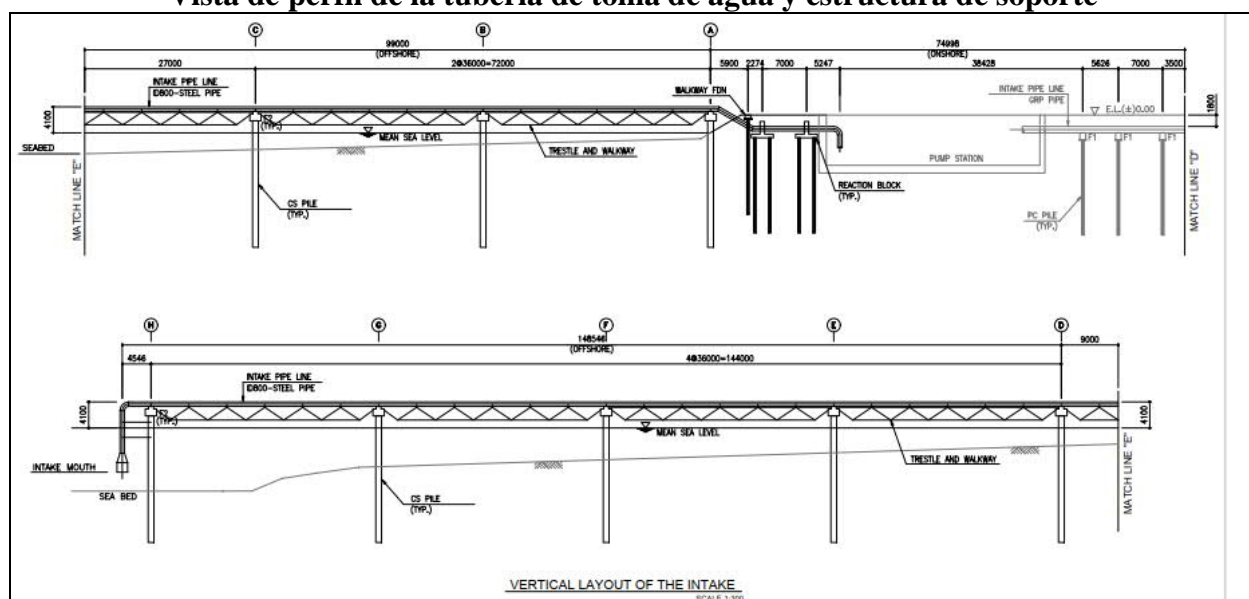 Vista de perfil de la tubería de toma de agua y estructura de soporte
C B A
99000
(OFFSHORE)
74998
(ONSHORE)
27000 2@36000=72000 5900 2274 7000 5247 38428 5626 7000 3500
INTAKE PIPE LINE
ID800-STEEL PIPE
WALKWAY FDN
INTAKE PIPE LINE
GRP PIPE
E.L.(±)0.00
1800
4100
(TYP.)
MEAN SEA LEVEL
F1 F1 F1
SEABED
TRESTLE AND WALKWAY
PUMP STATION
REACTION BLOCK
(TYP.)
CS PILE
(TYP.)
PC PILE
(TYP.)
MATCH LINE "E"
MATCH LINE "D"
H G F E D
148546
(OFFSHORE)
4546 4@36000=144000 9000
INTAKE PIPE LINE
ID800-STEEL PIPE
4100
(TYP.)
4100
MEAN SEA LEVEL
INTAKE MOUTH
TRESTLE AND WALKWAY
SEA BED
CS PILE
(TYP.)
MATCH LINE "E"
VERTICAL LAYOUT OF THE INTAKE
SCALE 1:300